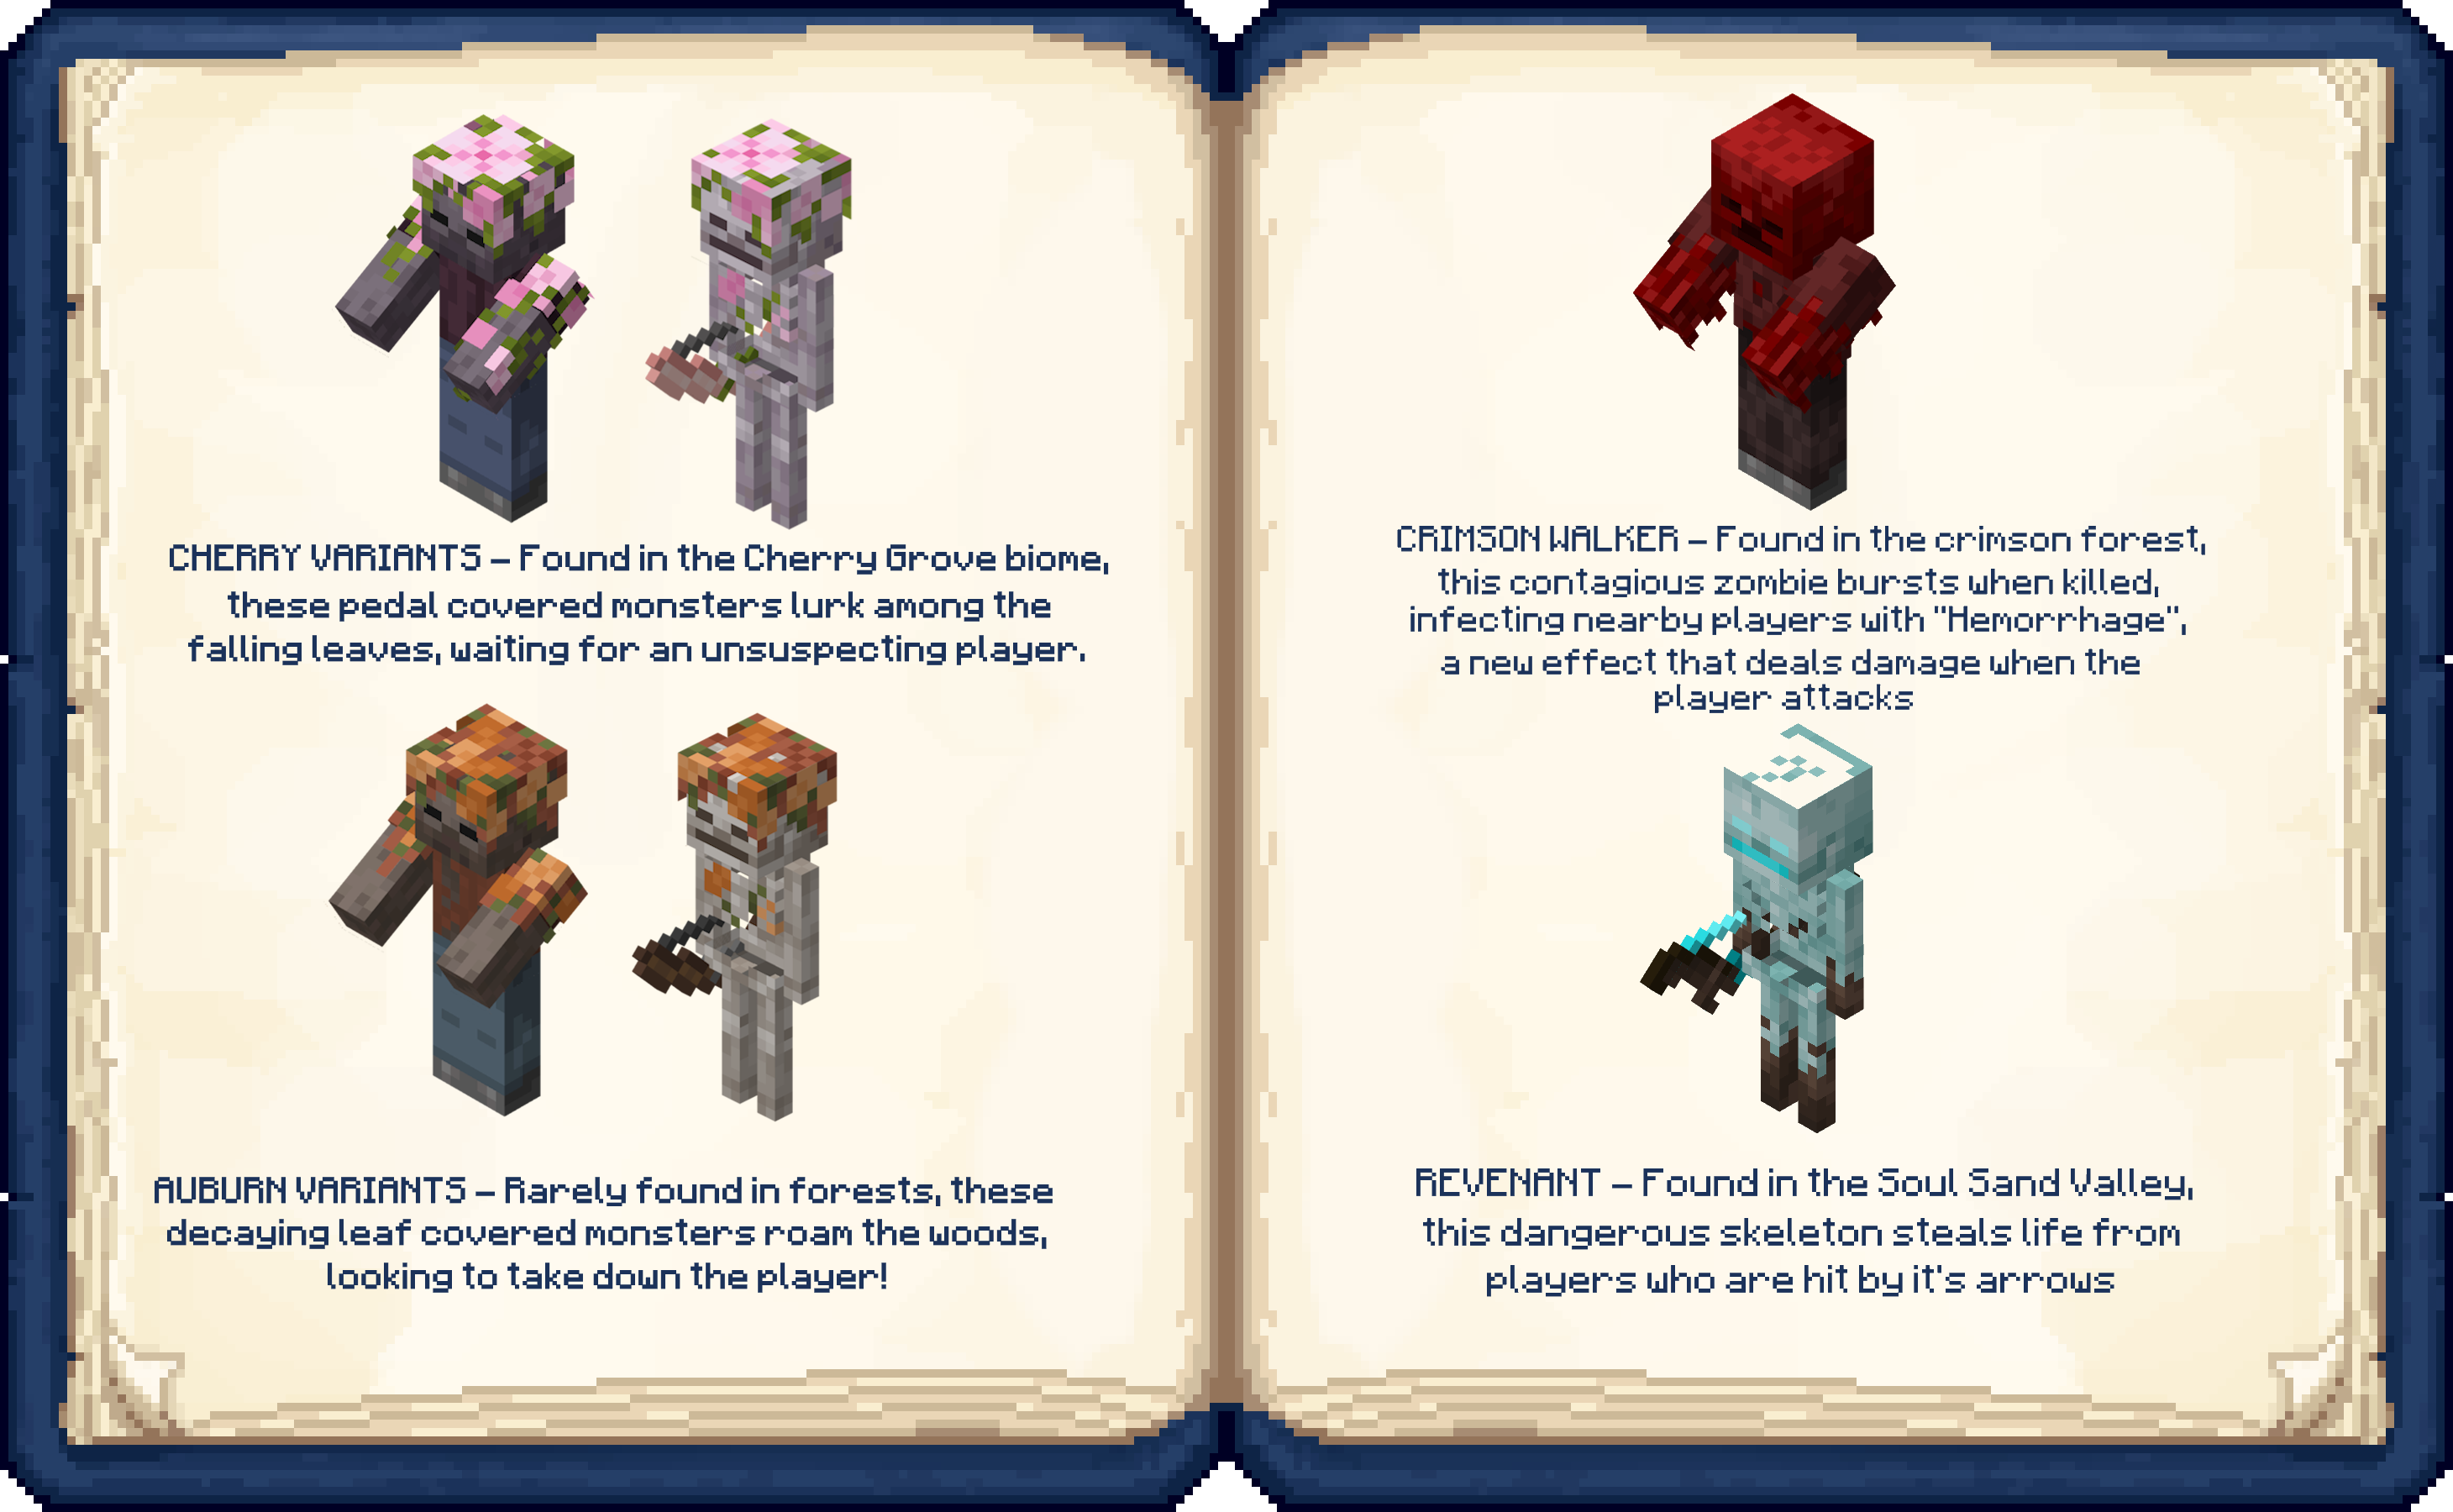 CHERRY VARIANTS – Found in the Cherry Grove biome,
these pedal covered monsters lurk among the
falling leaves, waiting for an unsuspecting player.
AUBURN VARIANTS – Rarely found in forests, these
decaying leaf covered monsters roam the woods,
looking to take down the player!
CRIMSON WALKER – Found in the crimson forest,
this contagious zombie bursts when killed,
infecting nearby players with "Hemorrhage",
a new effect that deals damage when the
player attacks
REVENANT – Found in the Soul Sand Valley,
this dangerous skeleton steals life from
players who are hit by it's arrows